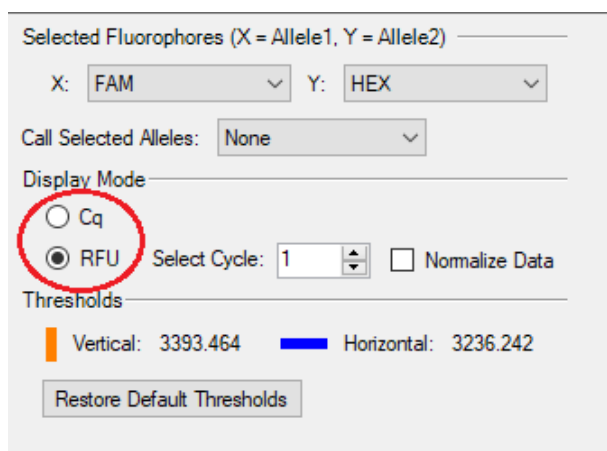 Selected Fluorophores (X = Allele1, Y = Allele2)
X: FAM Y: HEX
Call Selected Alleles: None
Display Mode
Cq
RFU Select Cycle: 1 Normalize Data
Thresholds
Vertical: 3393.464 Horizontal: 3236.242
Restore Default Thresholds